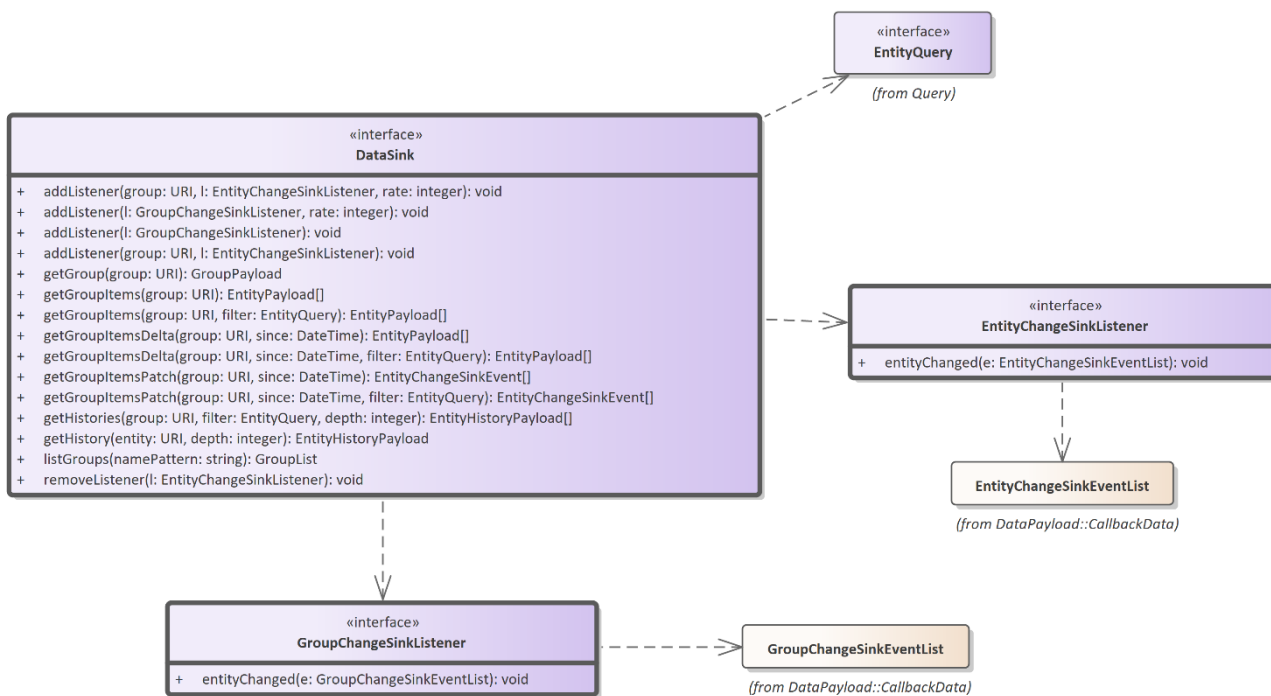 «interface»
EntityQuery
(from Query)
«interface»
DataSink
+ addListener(group: URI, l: EntityChangeSinkListener, rate: integer): void
+ addListener(l: GroupChangeSinkListener, rate: integer): void
+ addListener(l: GroupChangeSinkListener): void
+ addListener(group: URI, l: EntityChangeSinkListener): void
+ getGroup(group: URI): GroupPayload
+ getGroupItems(group: URI): EntityPayload[]
+ getGroupItems(group: URI, filter: EntityQuery): EntityPayload[]
+ getGroupItemsDelta(group: URI, since: DateTime): EntityPayload[]
+ getGroupItemsDelta(group: URI, since: DateTime, filter: EntityQuery): EntityPayload[]
+ getGroupItemsPatch(group: URI, since: DateTime): EntityChangeSinkEvent[]
+ getGroupItemsPatch(group: URI, since: DateTime, filter: EntityQuery): EntityChangeSinkEvent[]
+ getHistories(group: URI, filter: EntityQuery, depth: integer): EntityHistoryPayload[]
+ getHistory(entity: URI, depth: integer): EntityHistoryPayload
+ listGroups(namePattern: string): GroupList
+ removeListener(l: EntityChangeSinkListener): void
«interface»
EntityChangeSinkListener
+ entityChanged(e: EntityChangeSinkEventList): void
EntityChangeSinkEventList
(from DataPayload::CallbackData)
«interface»
GroupChangeSinkListener
+ entityChanged(e: GroupChangeSinkEventList): void
GroupChangeSinkEventList
(from DataPayload::CallbackData)